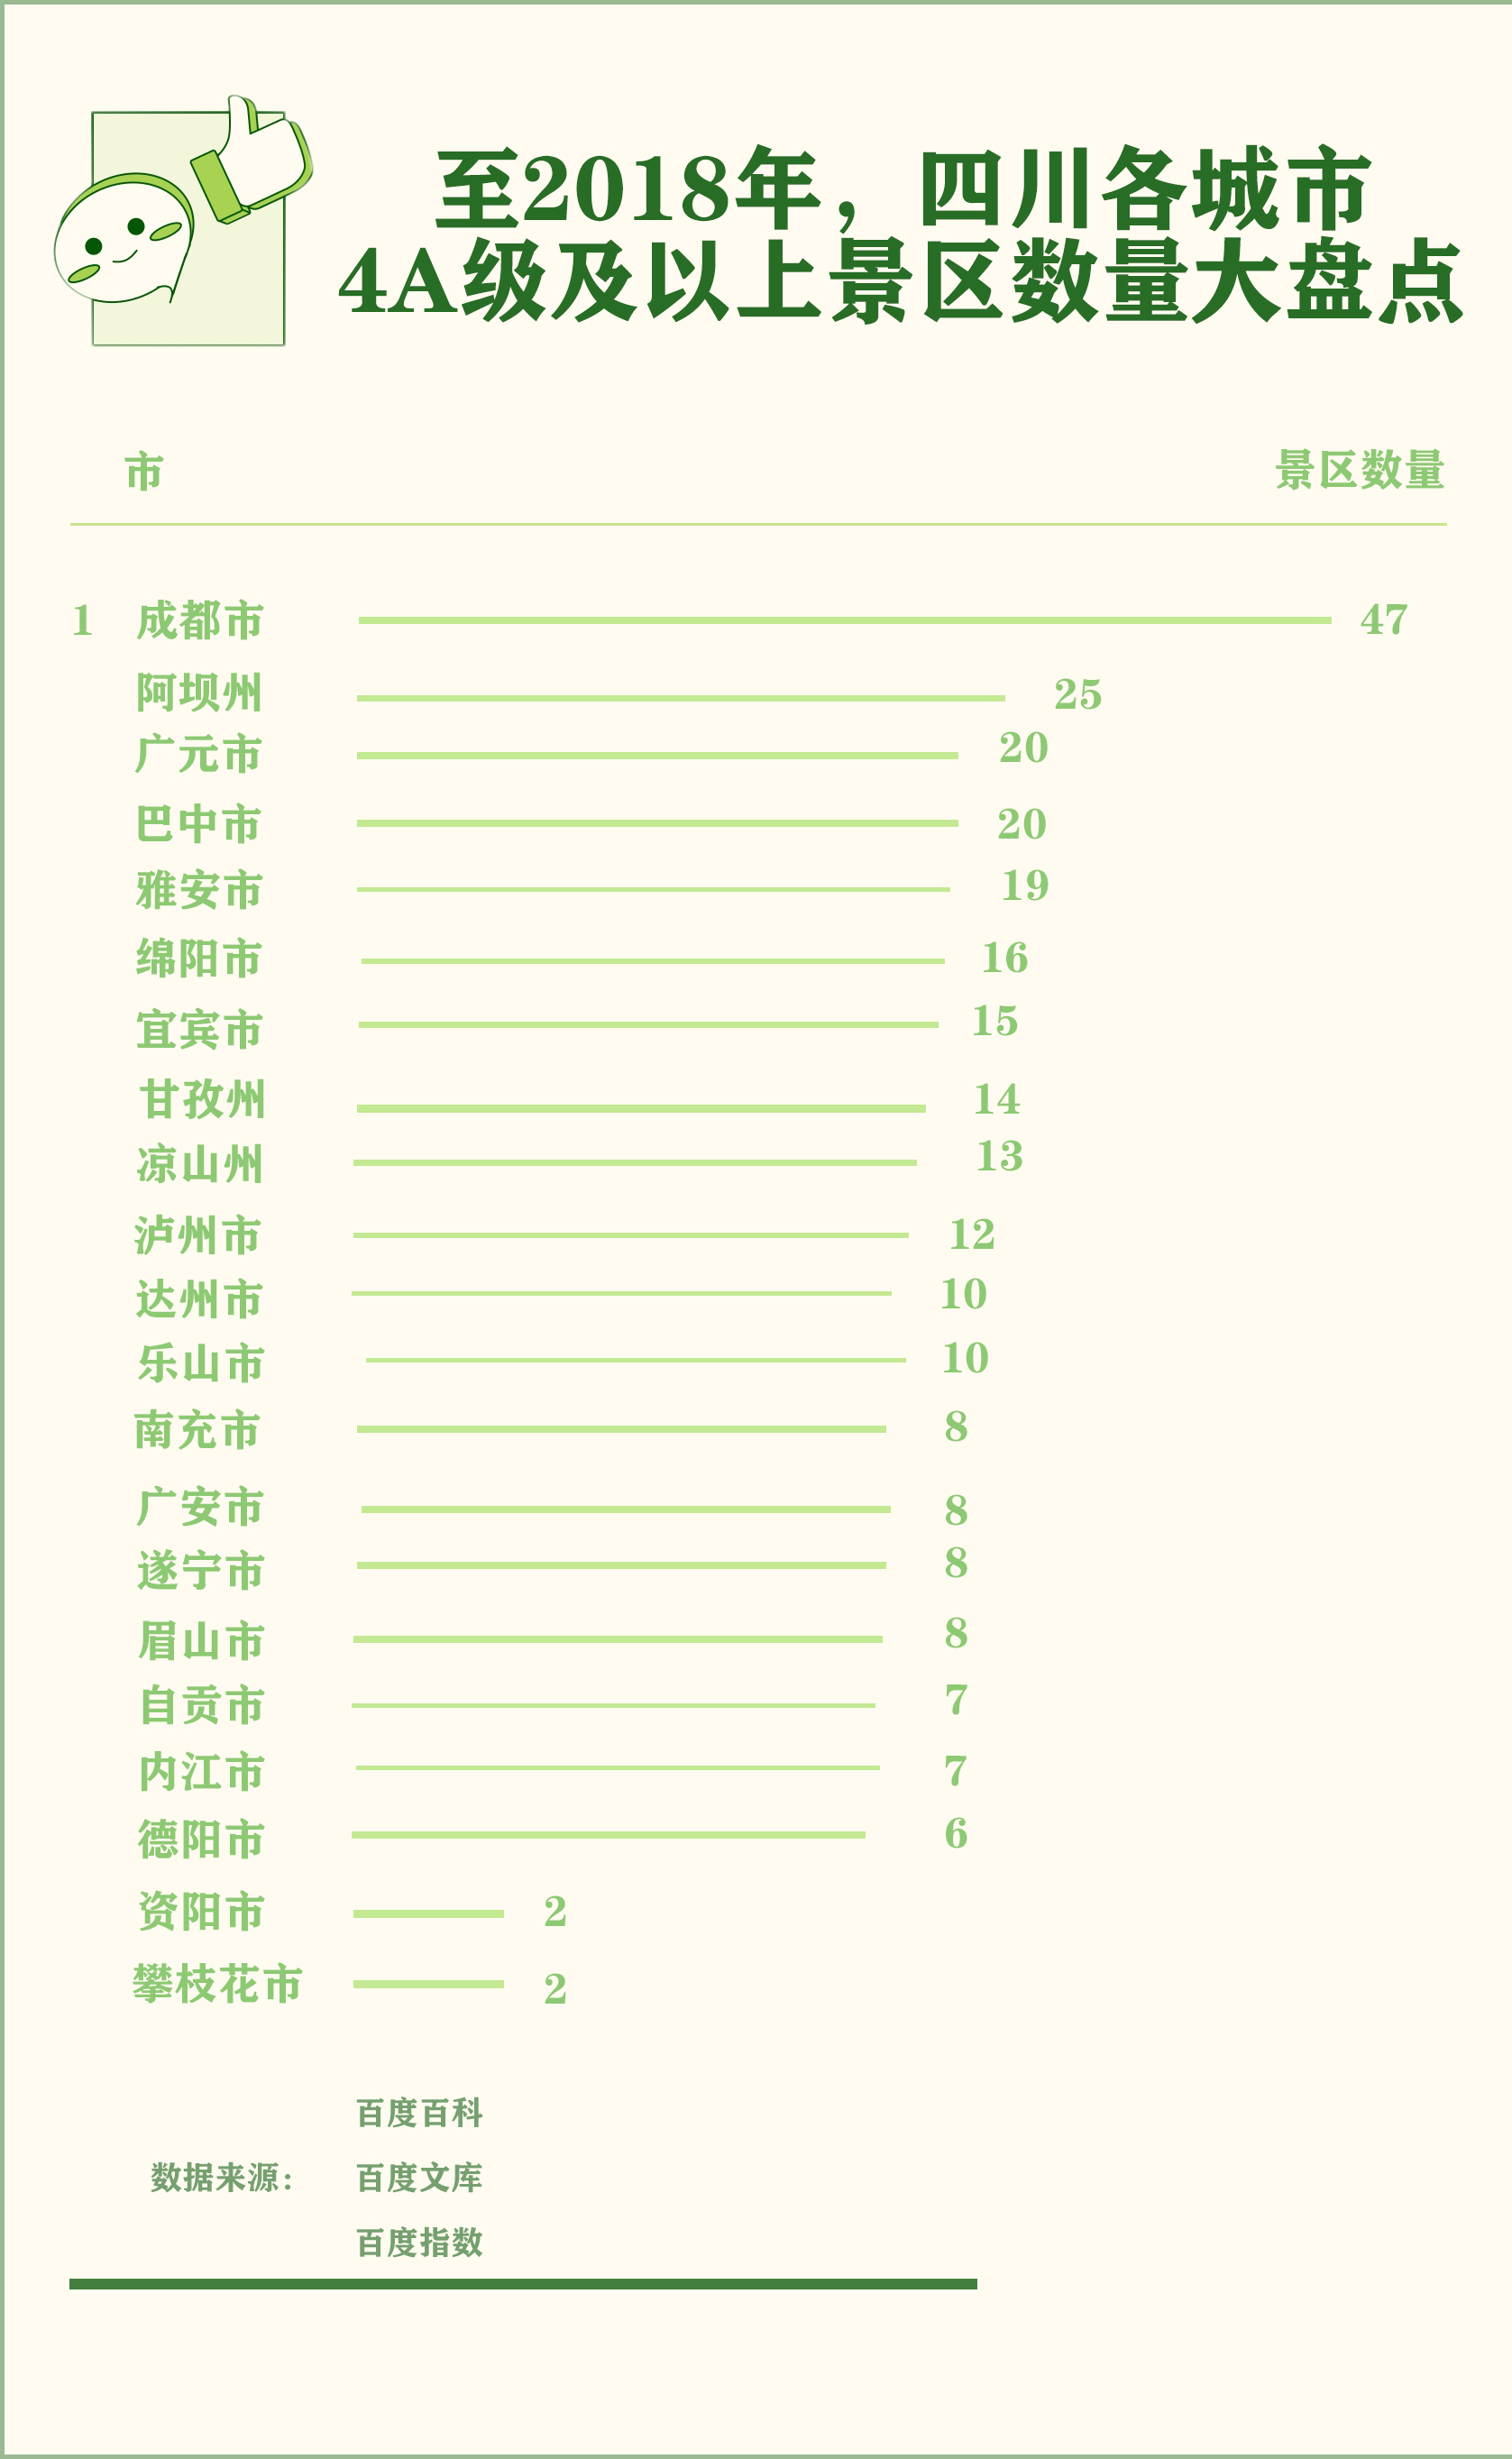 至2018年，四川各城市
4A级及以上景区数量大盘点
市 景区数量
1 成都市 47
阿坝州 25
广元市 20
巴中市 20
雅安市 19
绵阳市 16
宜宾市 15
甘孜州 14
凉山州 13
泸州市 12
达州市 10
乐山市 10
南充市 8
广安市 8
遂宁市 8
眉山市 8
自贡市 7
内江市 7
德阳市 6
资阳市 2
攀枝花市 2
百度百科
数据来源： 百度文库
百度指数